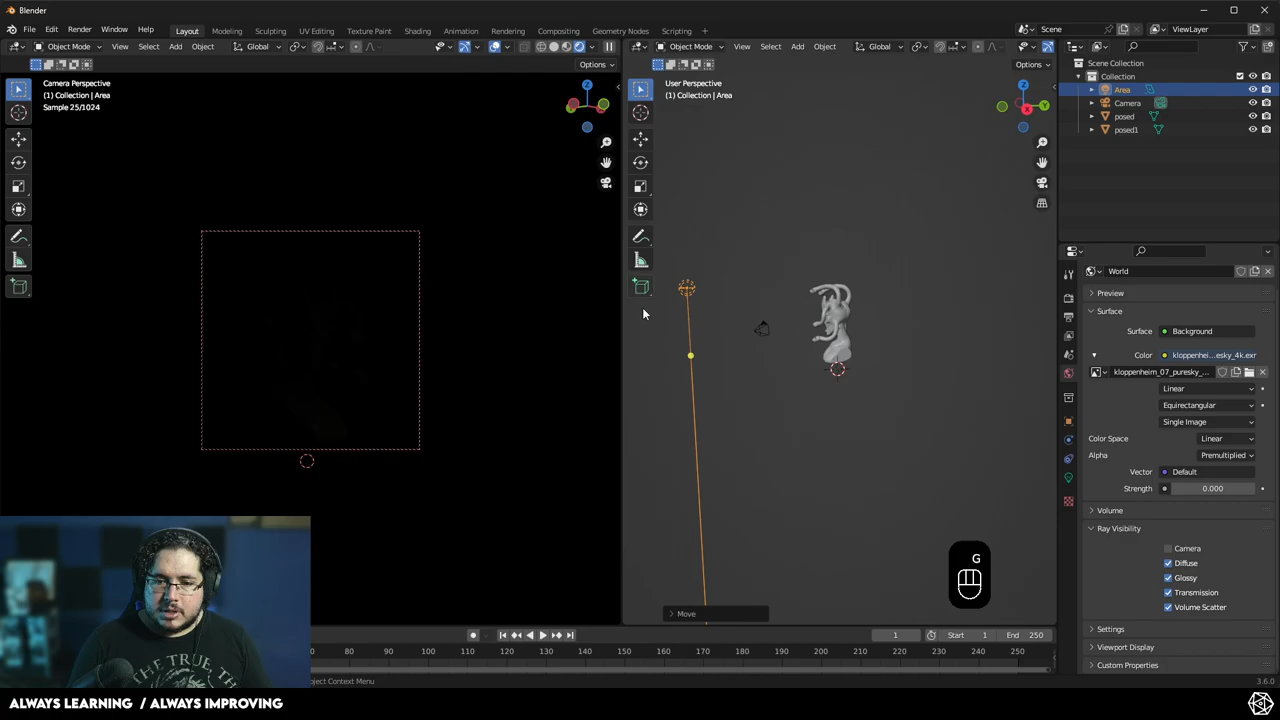 Blender
File Edit Render Window Help
Layout Modeling Sculpting UV Editing Texture Paint Shading Animation Rendering Compositing Geometry Nodes Scripting +
Scene
ViewLayer
Object Mode View Select Add Object Global
Object Mode View Select Add Object Global
Options
Options
Camera Perspective
(1) Collection | Area
Sample 25/1024
User Perspective
(1) Collection | Area
Z
Z
Y
X
Scene Collection
Collection
Area
Camera
posed
posed1
World
Preview
Surface
Surface Background
Color kloppenhei...esky_4k.exr
kloppenheim_07_puresky_...
Linear
Equirectangular
Single Image
Color Space Linear
Alpha Premultiplied
Vector Default
Strength 0.000
Volume
Ray Visibility
Camera
Diffuse
Glossy
Transmission
Volume Scatter
Settings
Viewport Display
Custom Properties
G
Move
1 Start 1 End 250
80 90 100 110 120 130 140 150 160 170 180 190 200 210 220 230 240 250
bject Context Menu
3.6.0
THE TRUE, T
ALWAYS LEARNING / ALWAYS IMPROVING